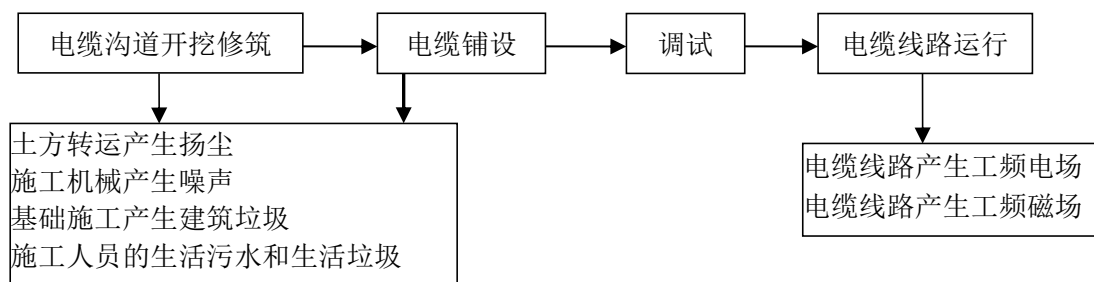 电缆沟道开挖修筑
电缆铺设
调试
电缆线路运行
土方转运产生扬尘
施工机械产生噪声
基础施工产生建筑垃圾
施工人员的生活污水和生活垃圾
电缆线路产生工频电场
电缆线路产生工频磁场